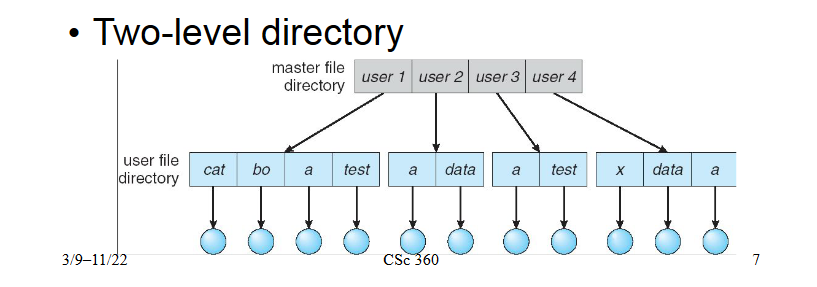 • Two-level directory
master file
directory
user 1 user 2 user 3 user 4
user file
directory
cat bo a test a data a test x data a
3/9–11/22 CSc 360 7